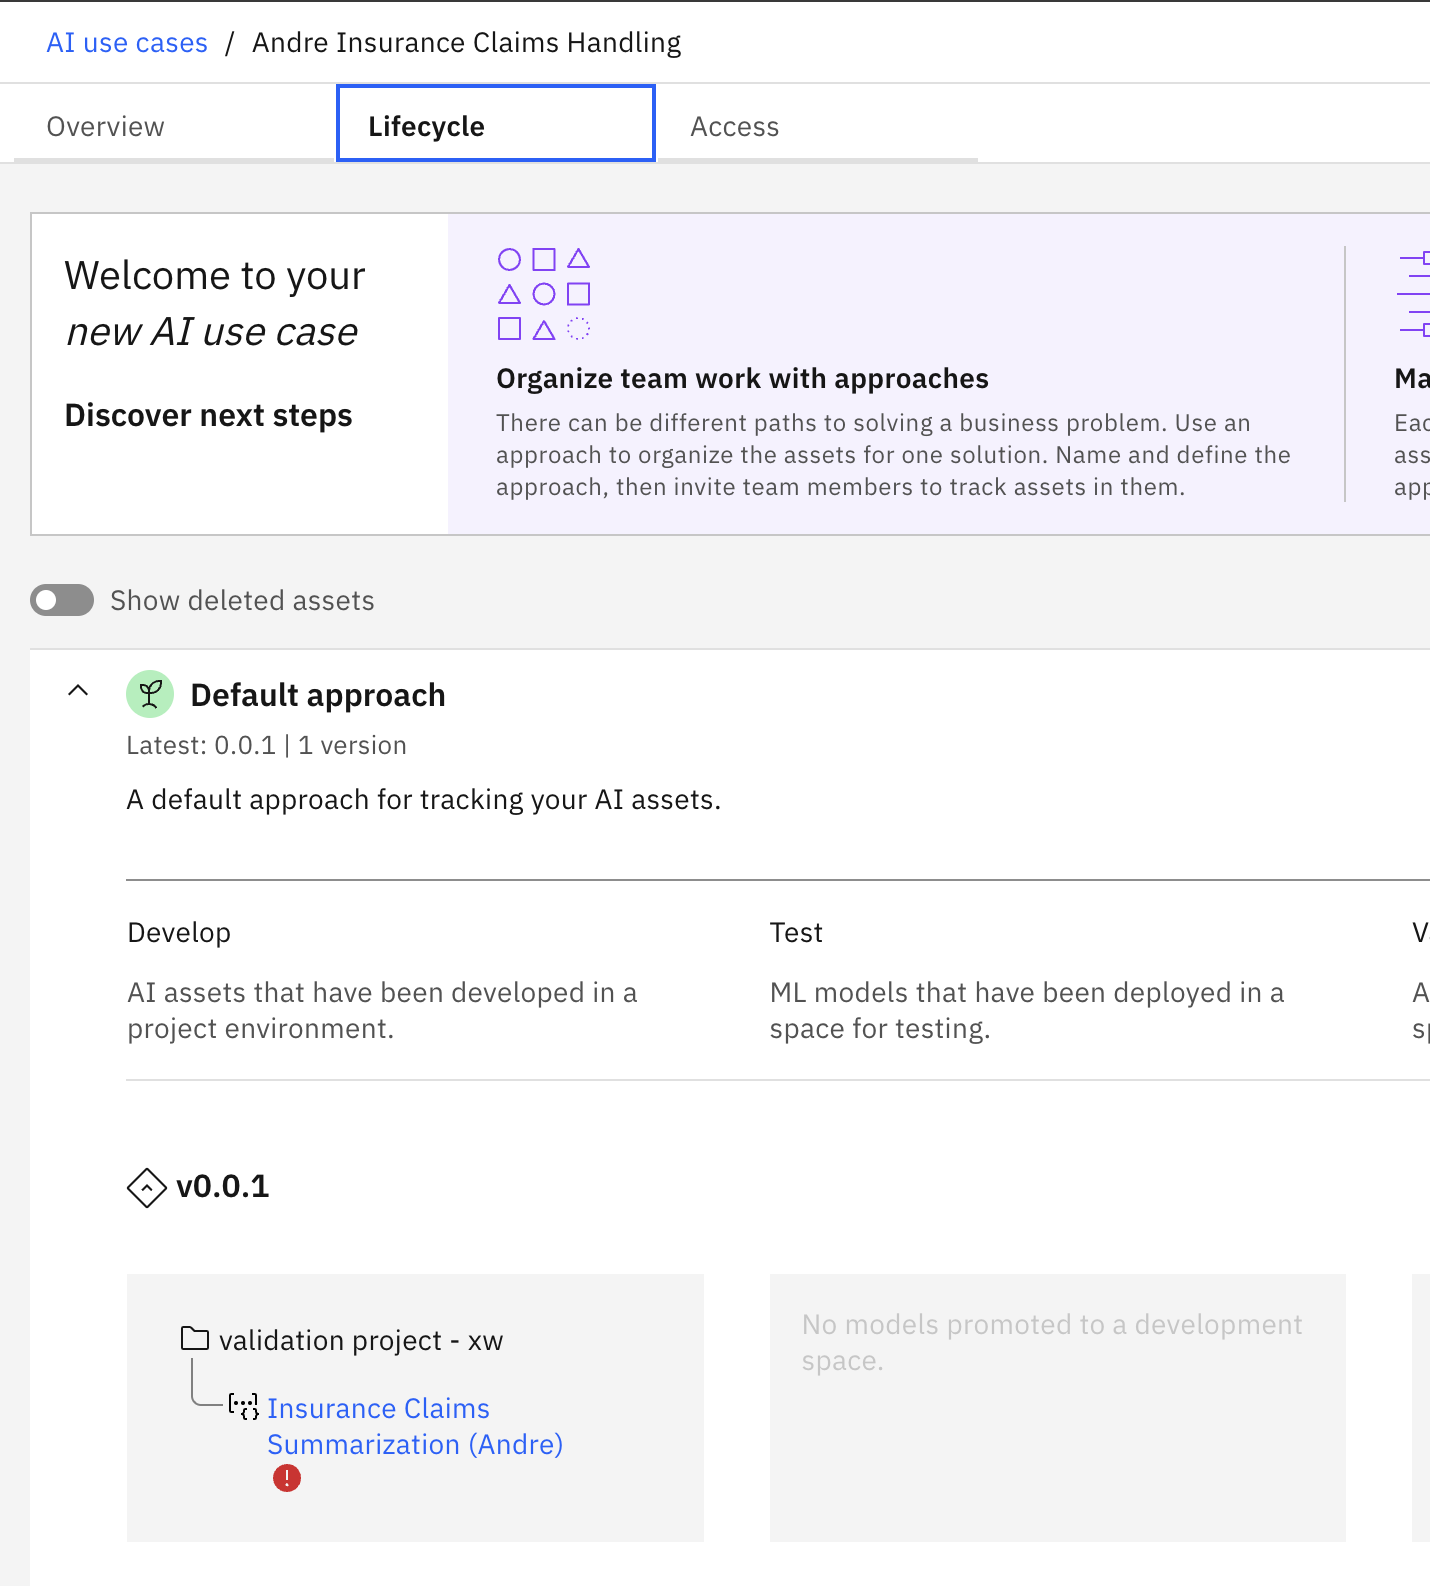 AI use cases / Andre Insurance Claims Handling
Overview
Lifecycle
Access
Welcome to your
new AI use case
Discover next steps
Organize team work with approaches
There can be different paths to solving a business problem. Use an
approach to organize the assets for one solution. Name and define the
approach, then invite team members to track assets in them.
Show deleted assets
Default approach
Latest: 0.0.1 | 1 version
A default approach for tracking your AI assets.
Develop
AI assets that have been developed in a
project environment.
Test
ML models that have been deployed in a
space for testing.
v0.0.1
validation project - xw
Insurance Claims
Summarization (Andre)
No models promoted to a development
space.